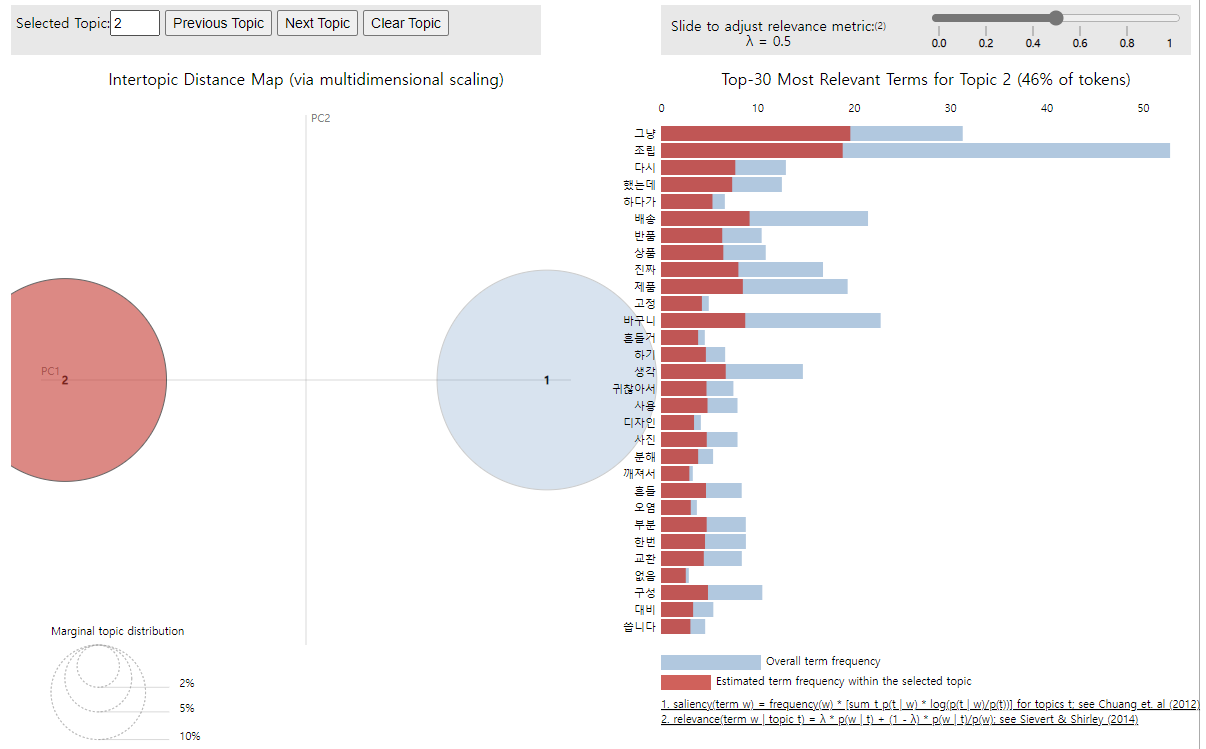 Selected Topic: 2 Previous Topic Next Topic Clear Topic
Slide to adjust relevance metric:(2)
λ = 0.5
0.0 0.2 0.4 0.6 0.8 1
Intertopic Distance Map (via multidimensional scaling)
PC2
PC1
2
1
Marginal topic distribution
2%
5%
10%
Top-30 Most Relevant Terms for Topic 2 (46% of tokens)
0 10 20 30 40 50
그냥
조립
다시
했는데
하다가
배송
반품
상품
진짜
제품
고정
바구니
흔들거
하기
생각
귀찮아서
사용
디자인
사진
분해
깨져서
흔들
오염
부분
한번
교환
없음
구성
대비
씁니다
Overall term frequency
Estimated term frequency within the selected topic
1. saliency(term w) = frequency(w) * [sum_t p(t | w) * log(p(t | w)/p(t))] for topics t; see Chuang et. al (2012)
2. relevance(term w | topic t) = λ * p(w | t) + (1 - λ) * p(w | t)/p(w); see Sievert & Shirley (2014)